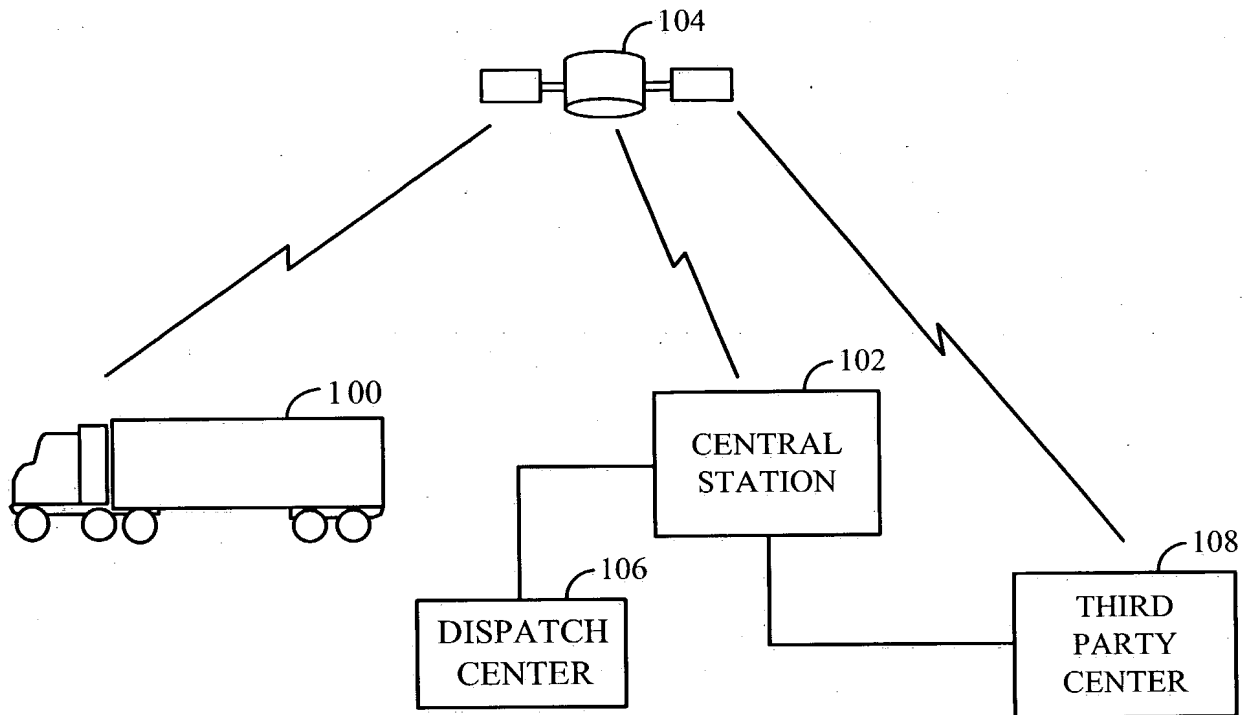 104
100
102
CENTRAL
STATION
106
DISPATCH
CENTER
108
THIRD
PARTY
CENTER